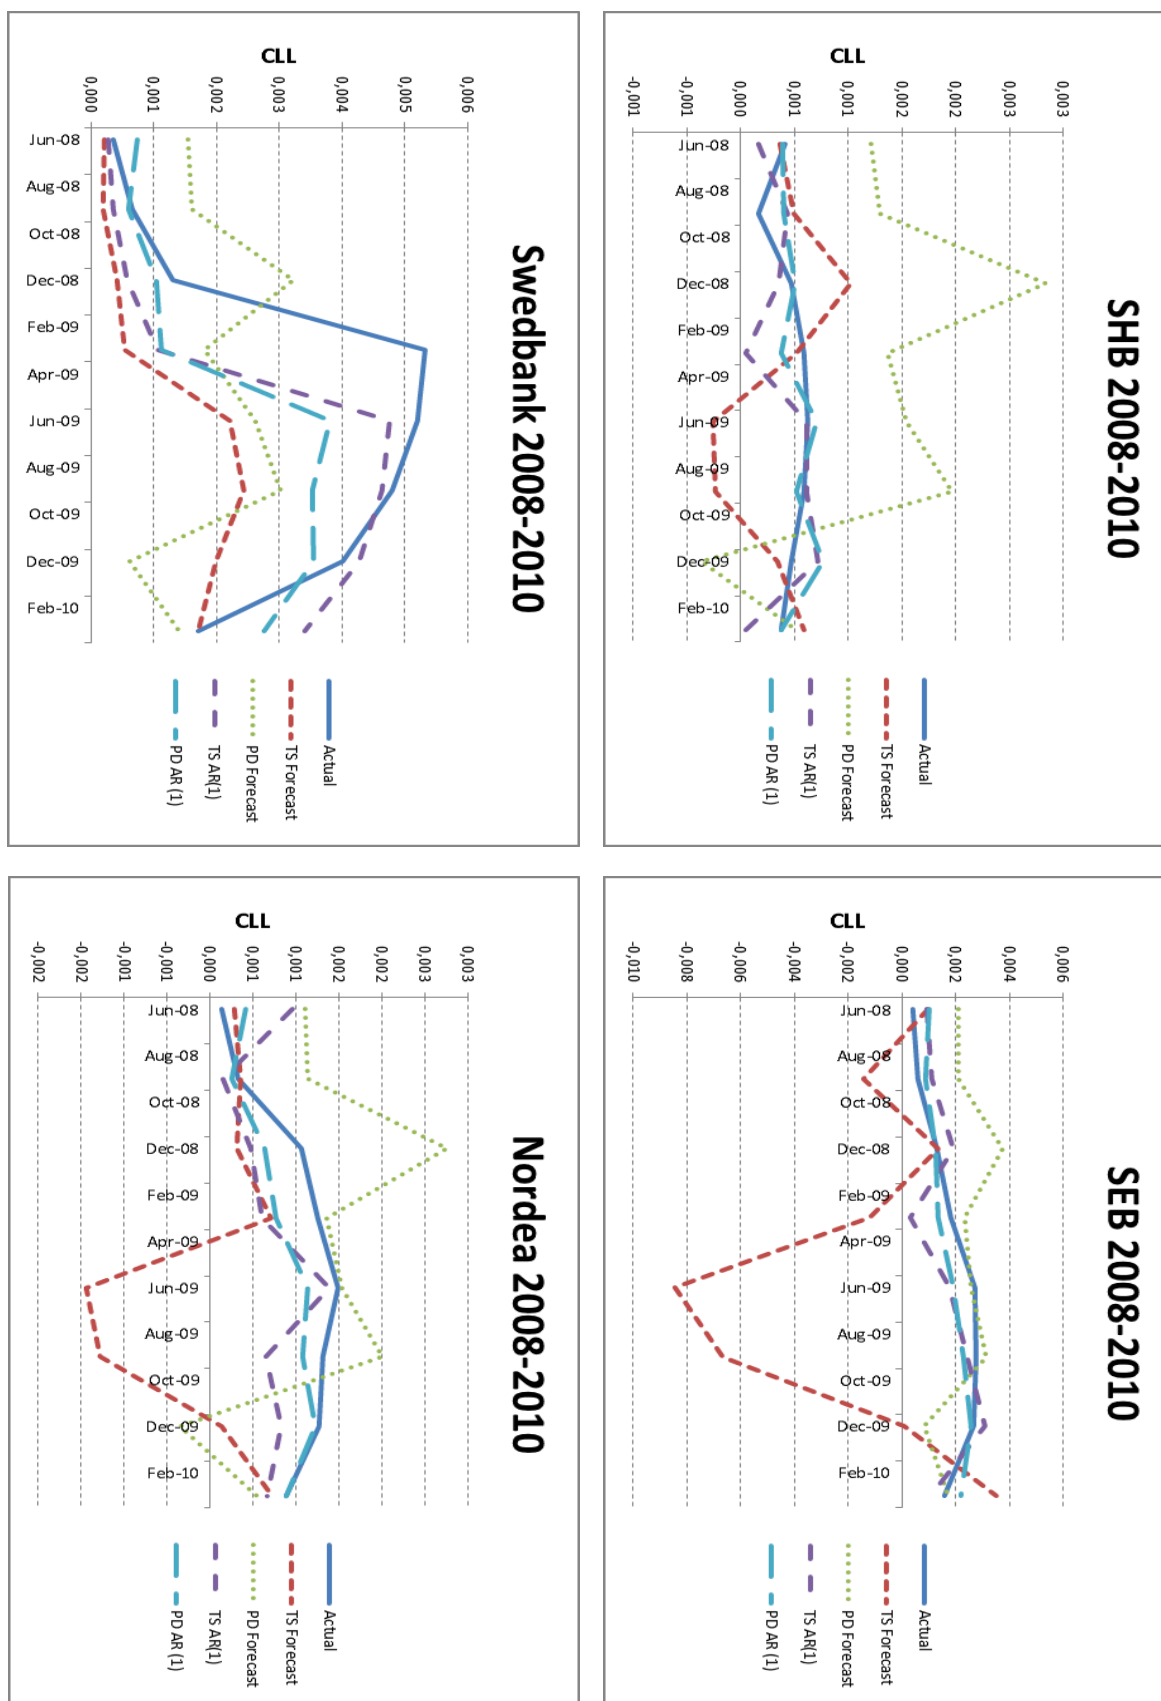 SHB 2008-2010
CLL
0,003
0,003
0,002
0,002
0,001
0,001
0,000
-0,001
-0,001
Jun-08
Aug-08
Oct-08
Dec-08
Feb-09
Apr-09
Jun-09
Aug-09
Oct-09
Dec-09
Feb-10
Actual
TS Forecast
PD Forecast
TS AR(1)
PD AR (1)
SEB 2008-2010
CLL
0,006
0,004
0,002
0,000
-0,002
-0,004
-0,006
-0,008
-0,010
Jun-08
Aug-08
Oct-08
Dec-08
Feb-09
Apr-09
Jun-09
Aug-09
Oct-09
Dec-09
Feb-10
Actual
TS Forecast
PD Forecast
TS AR(1)
PD AR (1)
Swedbank 2008-2010
CLL
0,006
0,005
0,004
0,003
0,002
0,001
0,000
Jun-08
Aug-08
Oct-08
Dec-08
Feb-09
Apr-09
Jun-09
Aug-09
Oct-09
Dec-09
Feb-10
Actual
TS Forecast
PD Forecast
TS AR(1)
PD AR (1)
Nordea 2008-2010
CLL
0,003
0,003
0,002
0,002
0,001
0,001
0,000
-0,001
-0,001
-0,002
-0,002
Jun-08
Aug-08
Oct-08
Dec-08
Feb-09
Apr-09
Jun-09
Aug-09
Oct-09
Dec-09
Feb-10
Actual
TS Forecast
PD Forecast
TS AR(1)
PD AR (1)